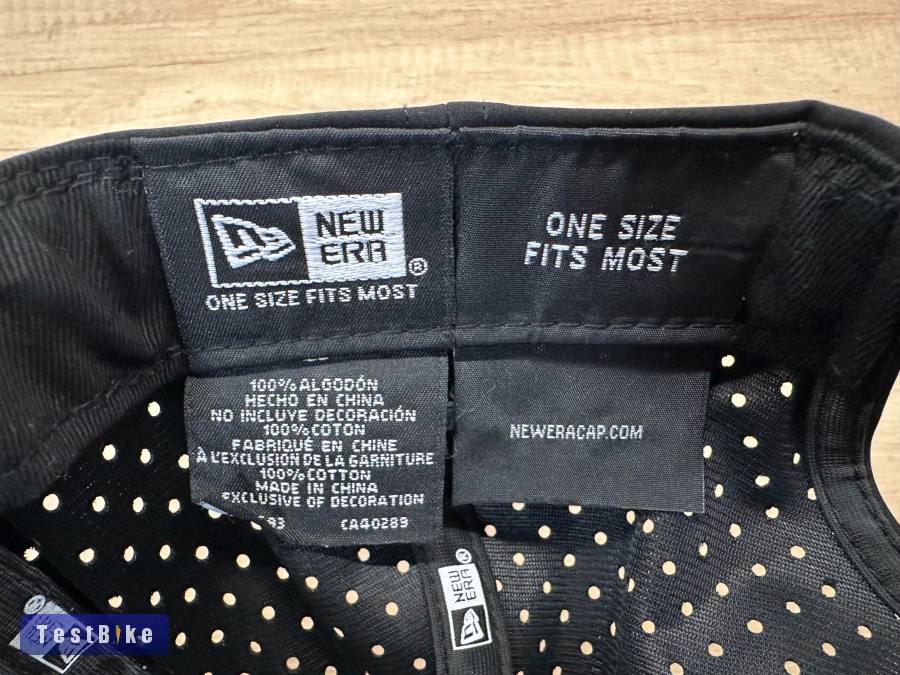 NEW
ERA
®
ONE SIZE FITS MOST
ONE SIZE
FITS MOST
100% ALGODÓN
HECHO EN CHINA
NO INCLUYE DECORACIÓN
100% COTON
FABRIQUÉ EN CHINE
À L'EXCLUSION DE LA GARNITURE
100% COTTON
MADE IN CHINA
EXCLUSIVE OF DECORATION
CA40289
NEWERACAP.COM
NEW
ERA®
TestBike